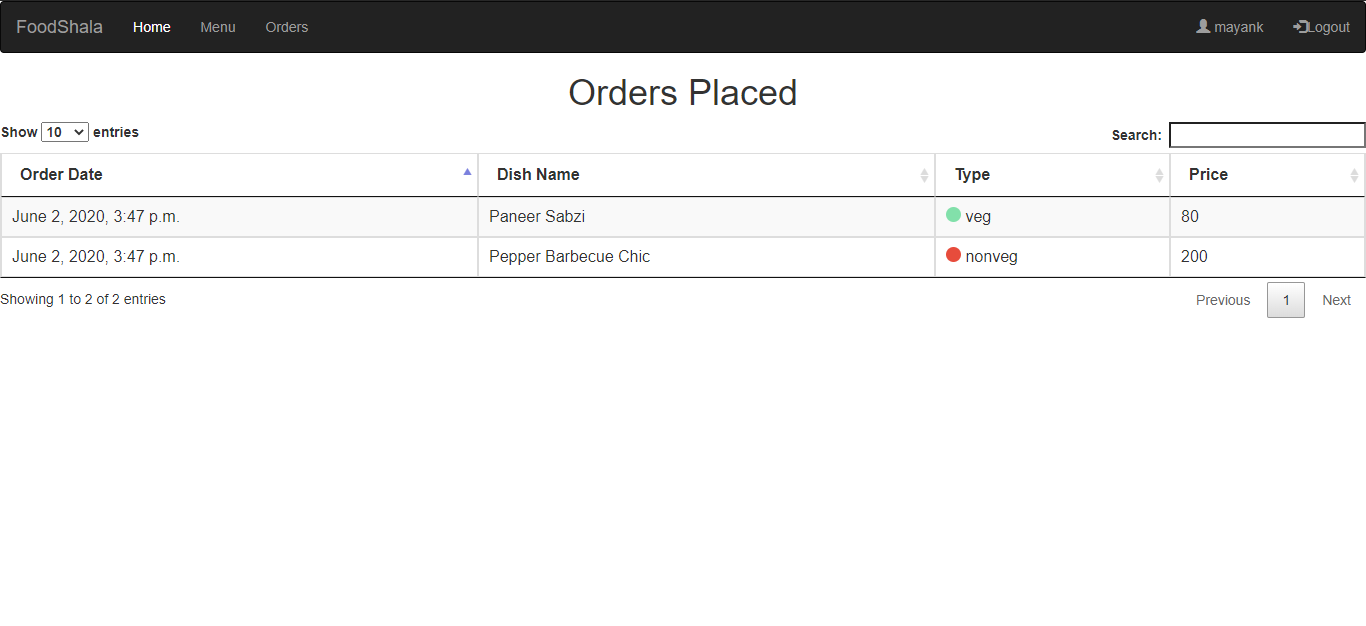 FoodShala Home Menu Orders mayank Logout
Orders Placed
Show 10 entries Search:
Order Date Dish Name Type Price
June 2, 2020, 3:47 p.m. Paneer Sabzi veg 80
June 2, 2020, 3:47 p.m. Pepper Barbecue Chic nonveg 200
Showing 1 to 2 of 2 entries Previous 1 Next